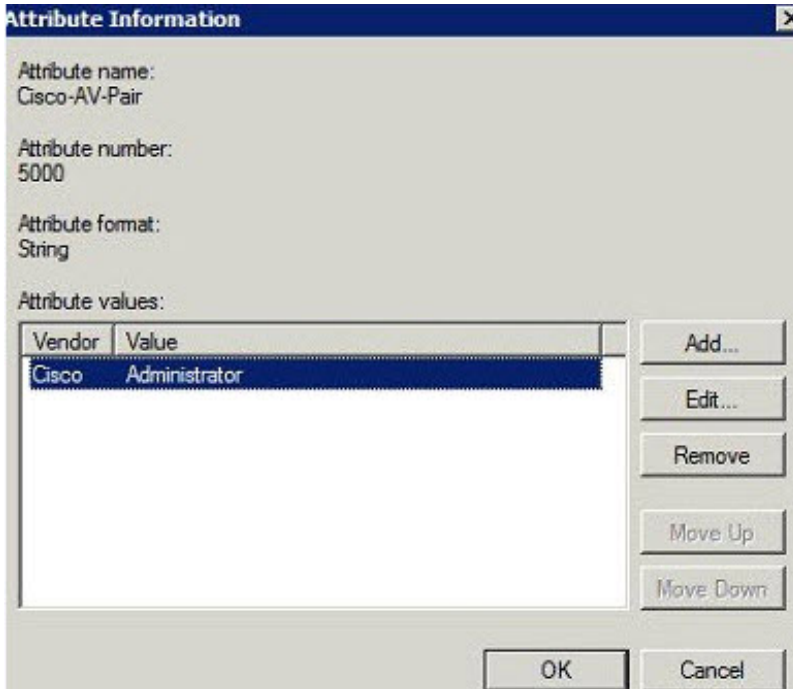 Attribute Information
Attribute name:
Cisco-AV-Pair
Attribute number:
5000
Attribute format:
String
Attribute values:
Vendor Value
Cisco Administrator
Add...
Edit...
Remove
Move Up
Move Down
OK Cancel